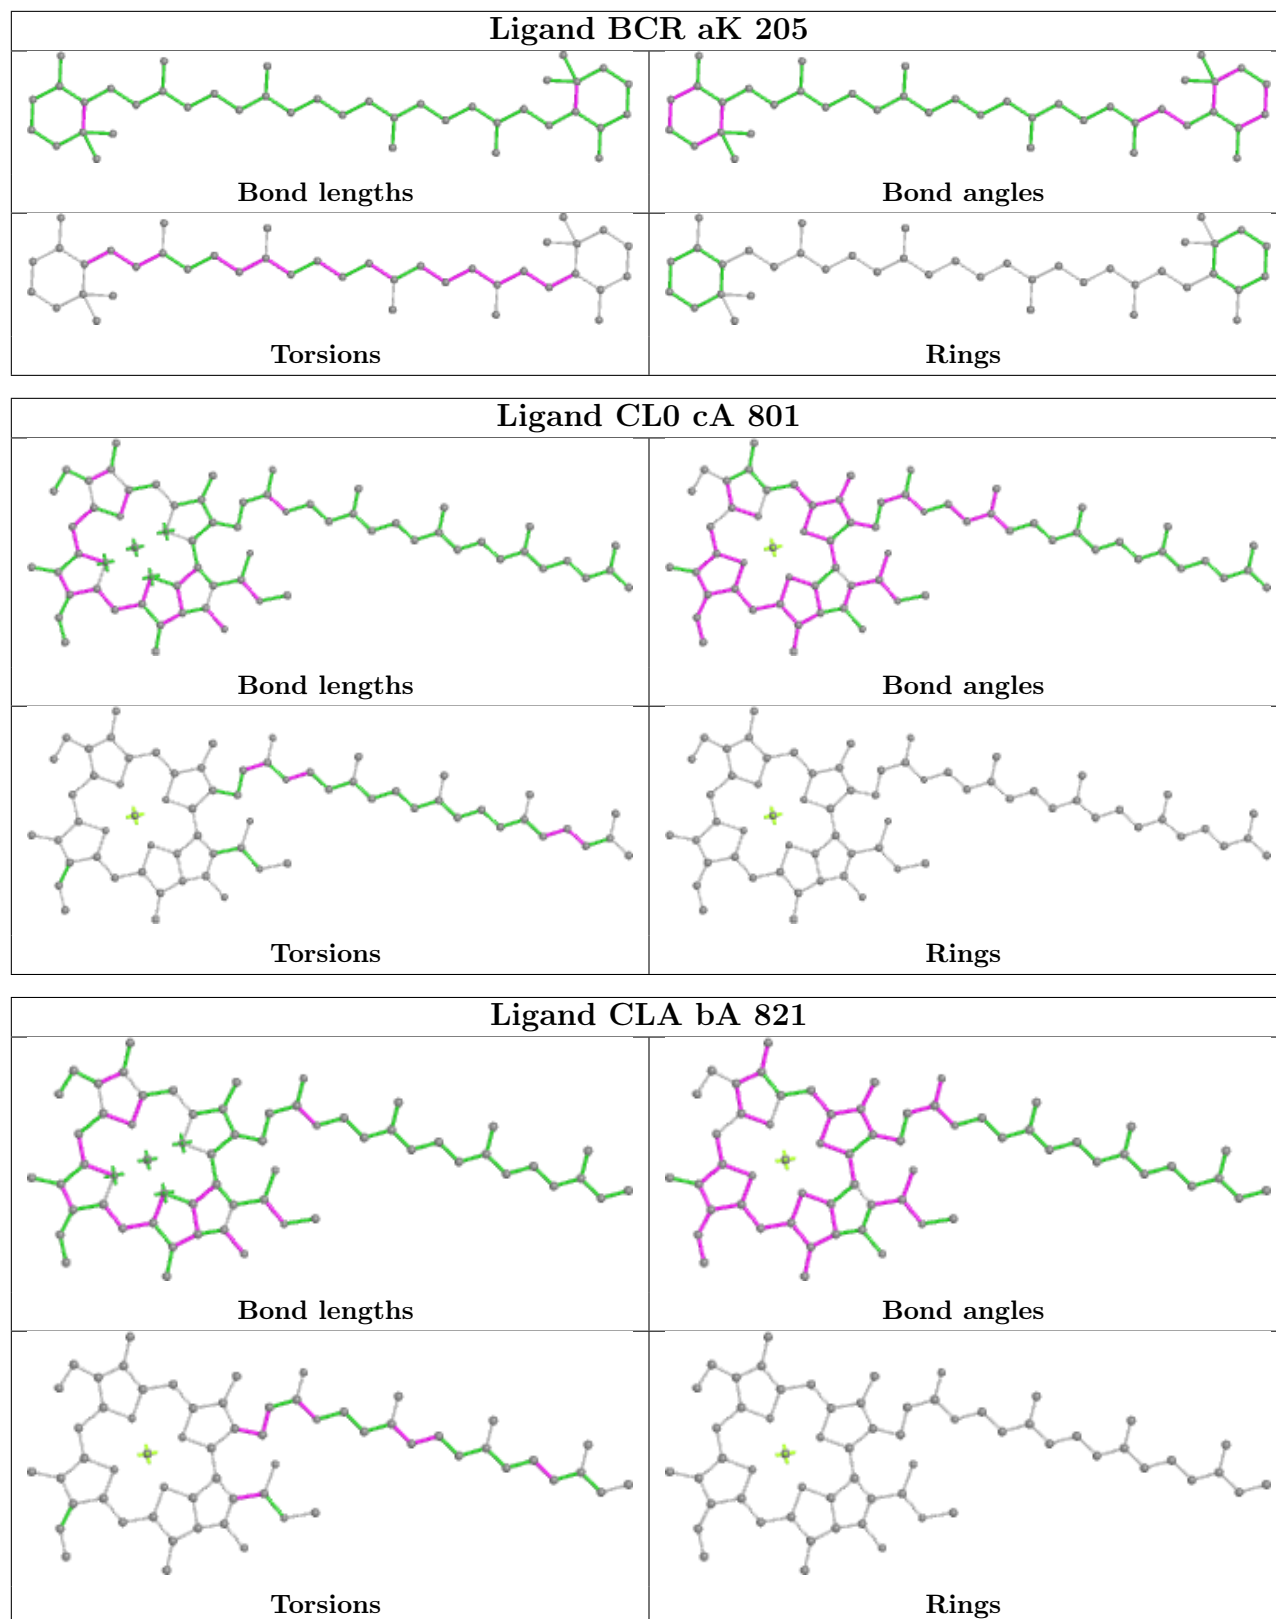 Ligand BCR aK 205
Bond lengths
Bond angles
Torsions
Rings
Ligand CL0 cA 801
Bond lengths
Bond angles
Torsions
Rings
Ligand CLA bA 821
Bond lengths
Bond angles
Torsions
Rings